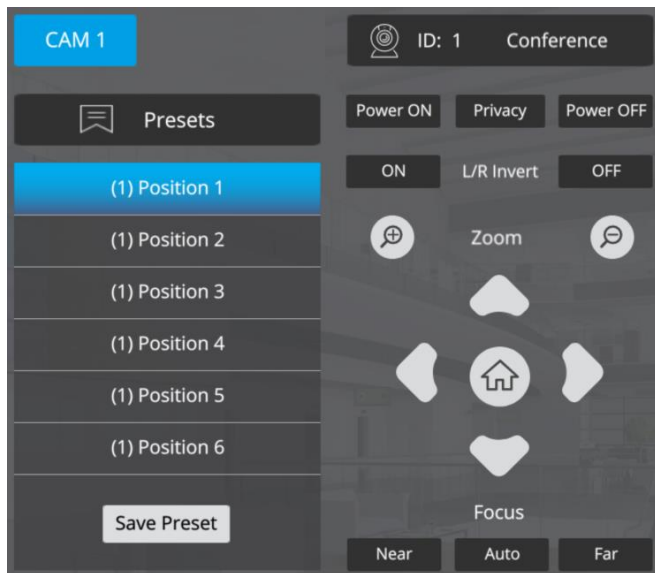 CAM 1
ID: 1 Conference
Presets
(1) Position 1
(1) Position 2
(1) Position 3
(1) Position 4
(1) Position 5
(1) Position 6
Save Preset
Power ON Privacy Power OFF
ON L/R Invert OFF
Zoom
Focus
Near Auto Far